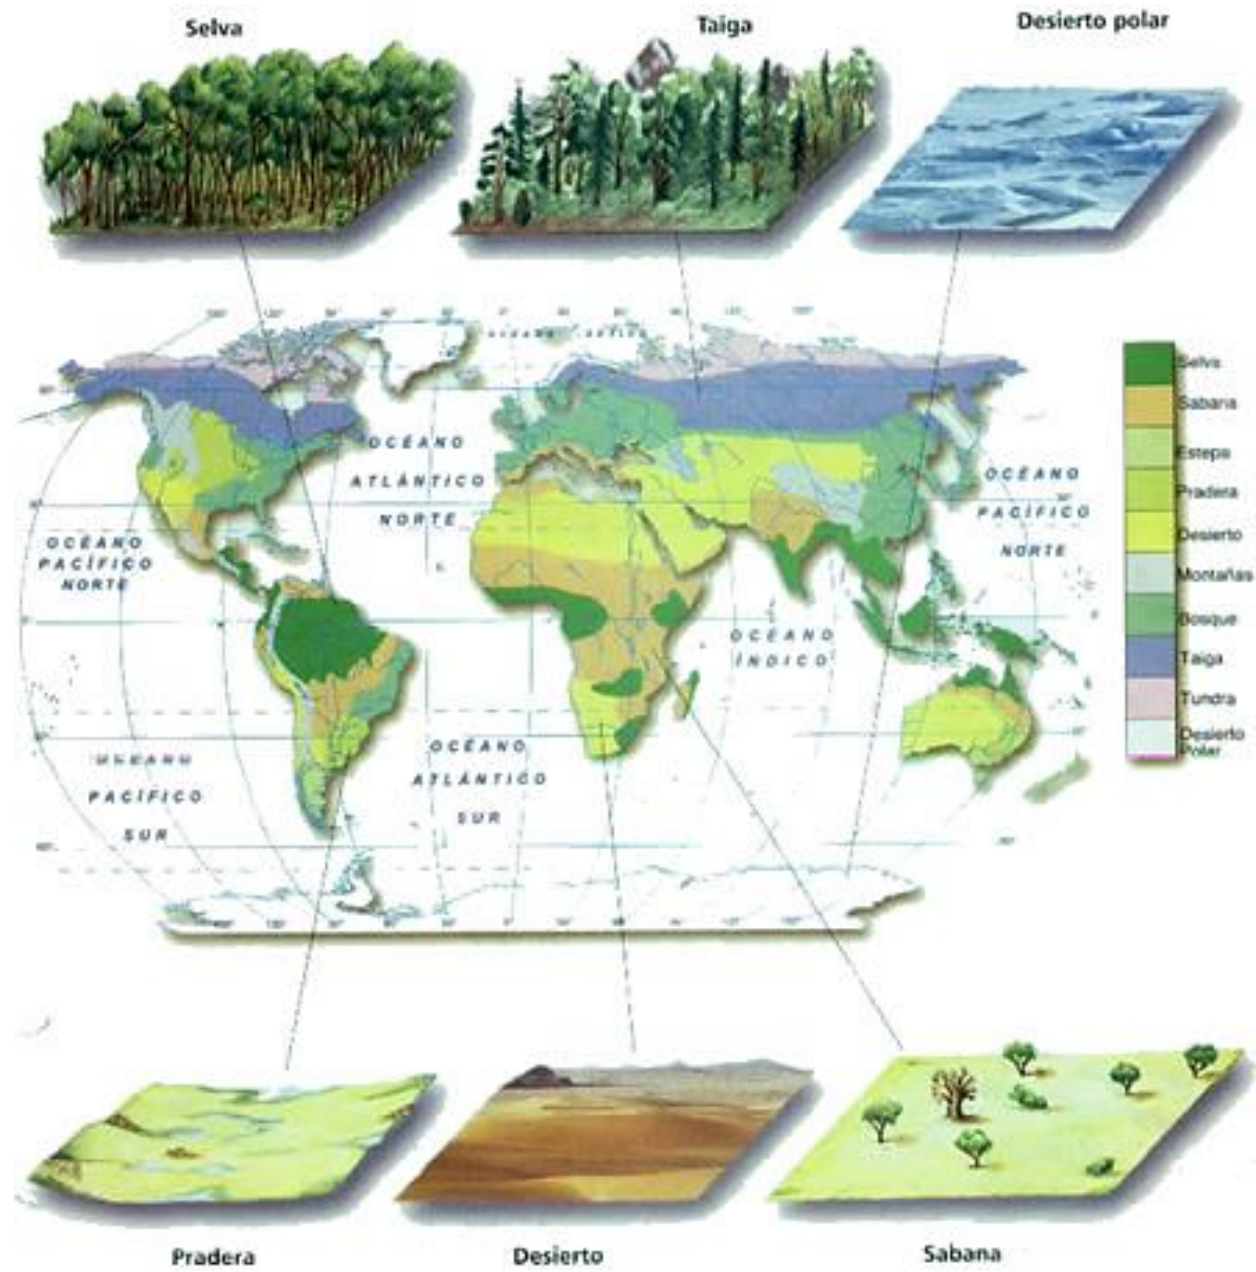 Selva
Taiga
Desierto polar
OCÉANO
ATLÁNTICO
NORTE
OCÉANO
PACÍFICO
NORTE
OCÉANO
PACÍFICO
NORTE
OCÉANO
ÍNDICO
OCÉANO
ATLÁNTICO
SUR
OCÉANO
PACÍFICO
SUR
Selva
Sabana
Estepa
Pradera
Desierto
Montañas
Bosque
Taiga
Tundra
Desierto
Polar
Pradera
Desierto
Sabana